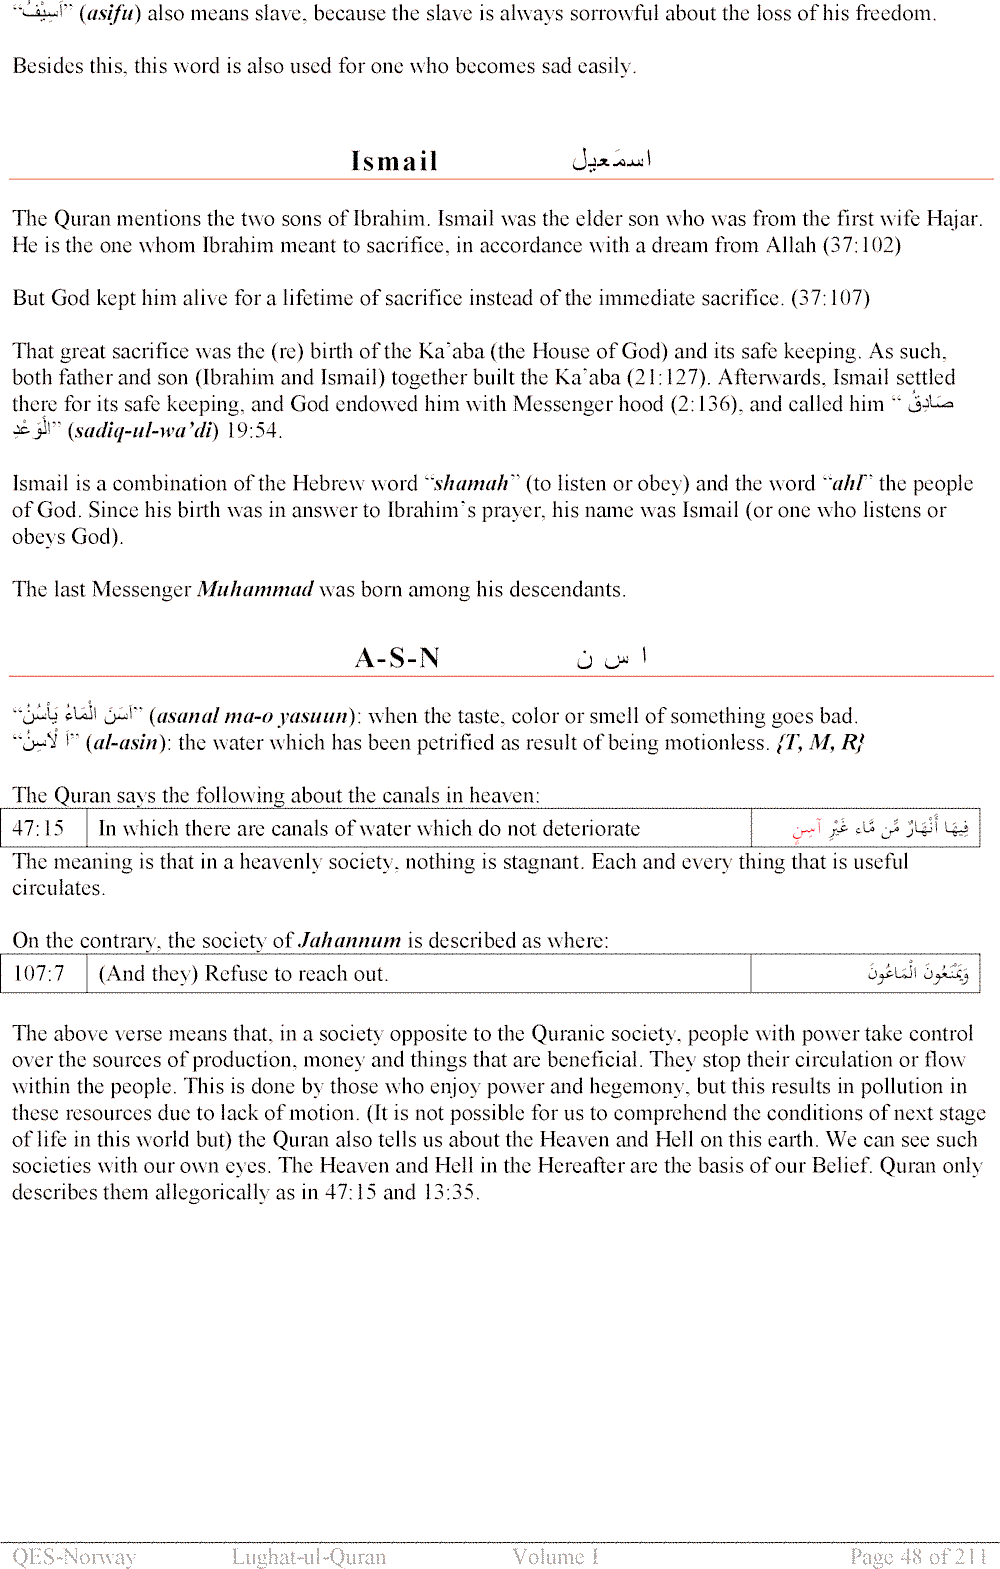 “اَسِيْفُ” (asifu) also means slave, because the slave is always sorrowful about the loss of his freedom.
Besides this, this word is also used for one who becomes sad easily.
Ismail اسمَعيل
The Quran mentions the two sons of Ibrahim. Ismail was the elder son who was from the first wife Hajar.
He is the one whom Ibrahim meant to sacrifice, in accordance with a dream from Allah (37:102)
But God kept him alive for a lifetime of sacrifice instead of the immediate sacrifice. (37:107)
That great sacrifice was the (re) birth of the Ka’aba (the House of God) and its safe keeping. As such,
both father and son (Ibrahim and Ismail) together built the Ka’aba (21:127). Afterwards, Ismail settled
there for its safe keeping, and God endowed him with Messenger hood (2:136), and called him “ صَادِقُ
الْوَعْدِ” (sadiq-ul-wa’di) 19:54.
Ismail is a combination of the Hebrew word “shamah” (to listen or obey) and the word “ahl” the people
of God. Since his birth was in answer to Ibrahim’s prayer, his name was Ismail (or one who listens or
obeys God).
The last Messenger Muhammad was born among his descendants.
A-S-N ا س ن
“اَسَنَ الْمَاءُ يَأْسُنُ” (asanal ma-o yasuun): when the taste, color or smell of something goes bad.
“اَ لْاَسِنُ” (al-asin): the water which has been petrified as result of being motionless. {T, M, R}
The Quran says the following about the canals in heaven:
47:15 In which there are canals of water which do not deteriorate فِيهَا أَنْهَارٌ مِّن مَّاء غَيْرِ آسِنٍ
The meaning is that in a heavenly society, nothing is stagnant. Each and every thing that is useful
circulates.
On the contrary, the society of Jahannum is described as where:
107:7 (And they) Refuse to reach out. وَيَمْنَعُونَ الْمَاعُونَ
The above verse means that, in a society opposite to the Quranic society, people with power take control
over the sources of production, money and things that are beneficial. They stop their circulation or flow
within the people. This is done by those who enjoy power and hegemony, but this results in pollution in
these resources due to lack of motion. (It is not possible for us to comprehend the conditions of next stage
of life in this world but) the Quran also tells us about the Heaven and Hell on this earth. We can see such
societies with our own eyes. The Heaven and Hell in the Hereafter are the basis of our Belief. Quran only
describes them allegorically as in 47:15 and 13:35.
QES-Norway Lughat-ul-Quran Volume I Page 48 of 211